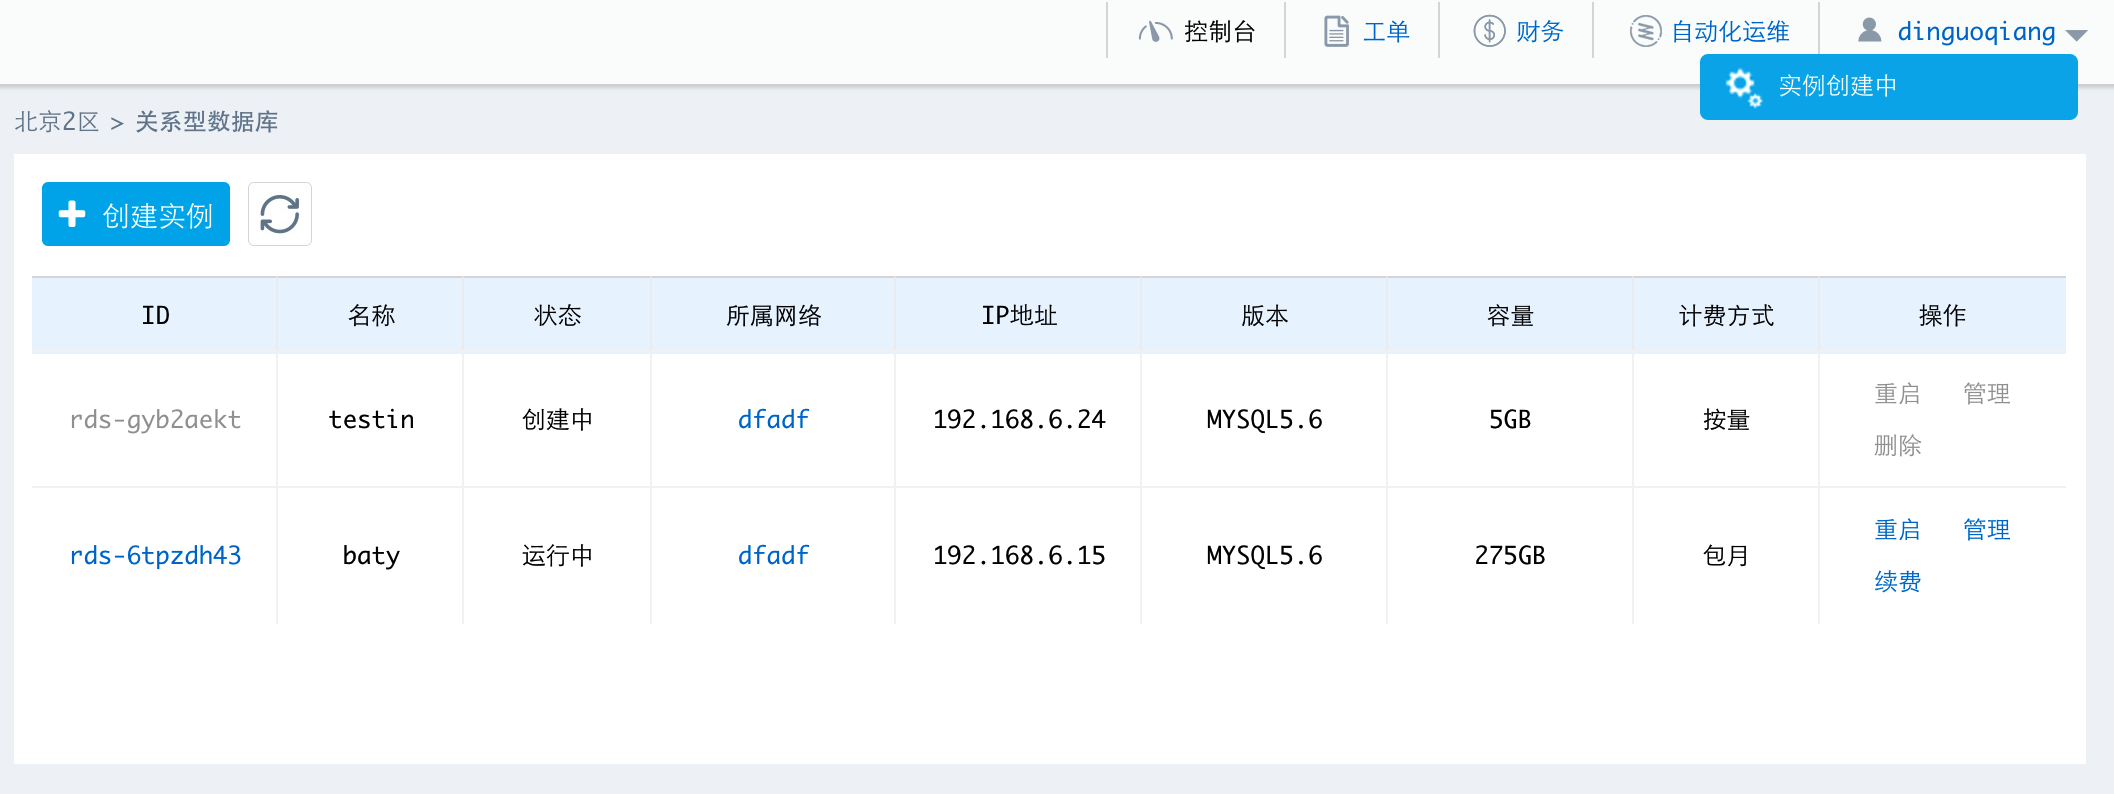 控制台 工单 财务 自动化运维 dinguoqiang
实例创建中
北京2区 > 关系型数据库
创建实例
ID 名称 状态 所属网络 IP地址 版本 容量 计费方式 操作
rds-gyb2aekt testin 创建中 dfadf 192.168.6.24 MYSQL5.6 5GB 按量 重启 管理
删除
rds-6tpzdh43 baty 运行中 dfadf 192.168.6.15 MYSQL5.6 275GB 包月 重启 管理
续费